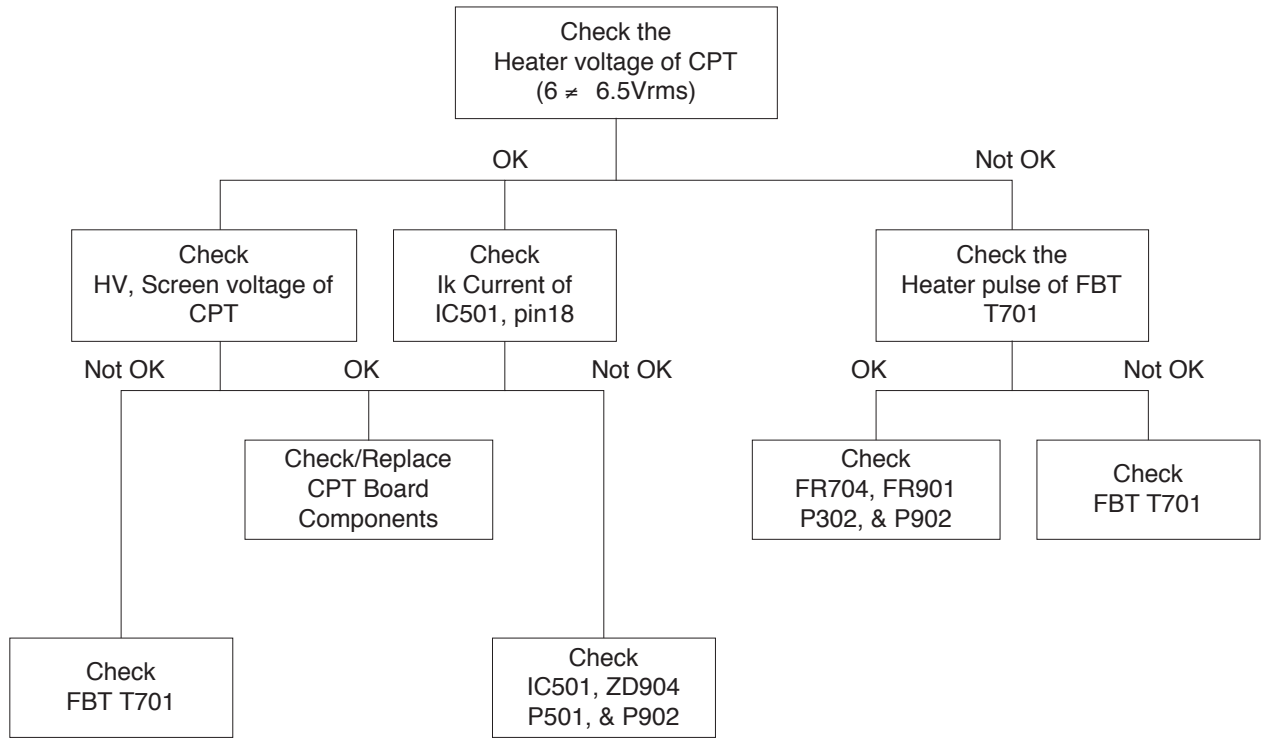 Check the
Heater voltage of CPT
(6 ≠ 6.5Vrms)
OK
Not OK
Check
HV, Screen voltage of
CPT
Check
Ik Current of
IC501, pin18
Check the
Heater pulse of FBT
T701
Not OK
OK
Not OK
OK
Not OK
Check/Replace
CPT Board
Components
Check
FR704, FR901
P302, & P902
Check
FBT T701
Check
FBT T701
Check
IC501, ZD904
P501, & P902